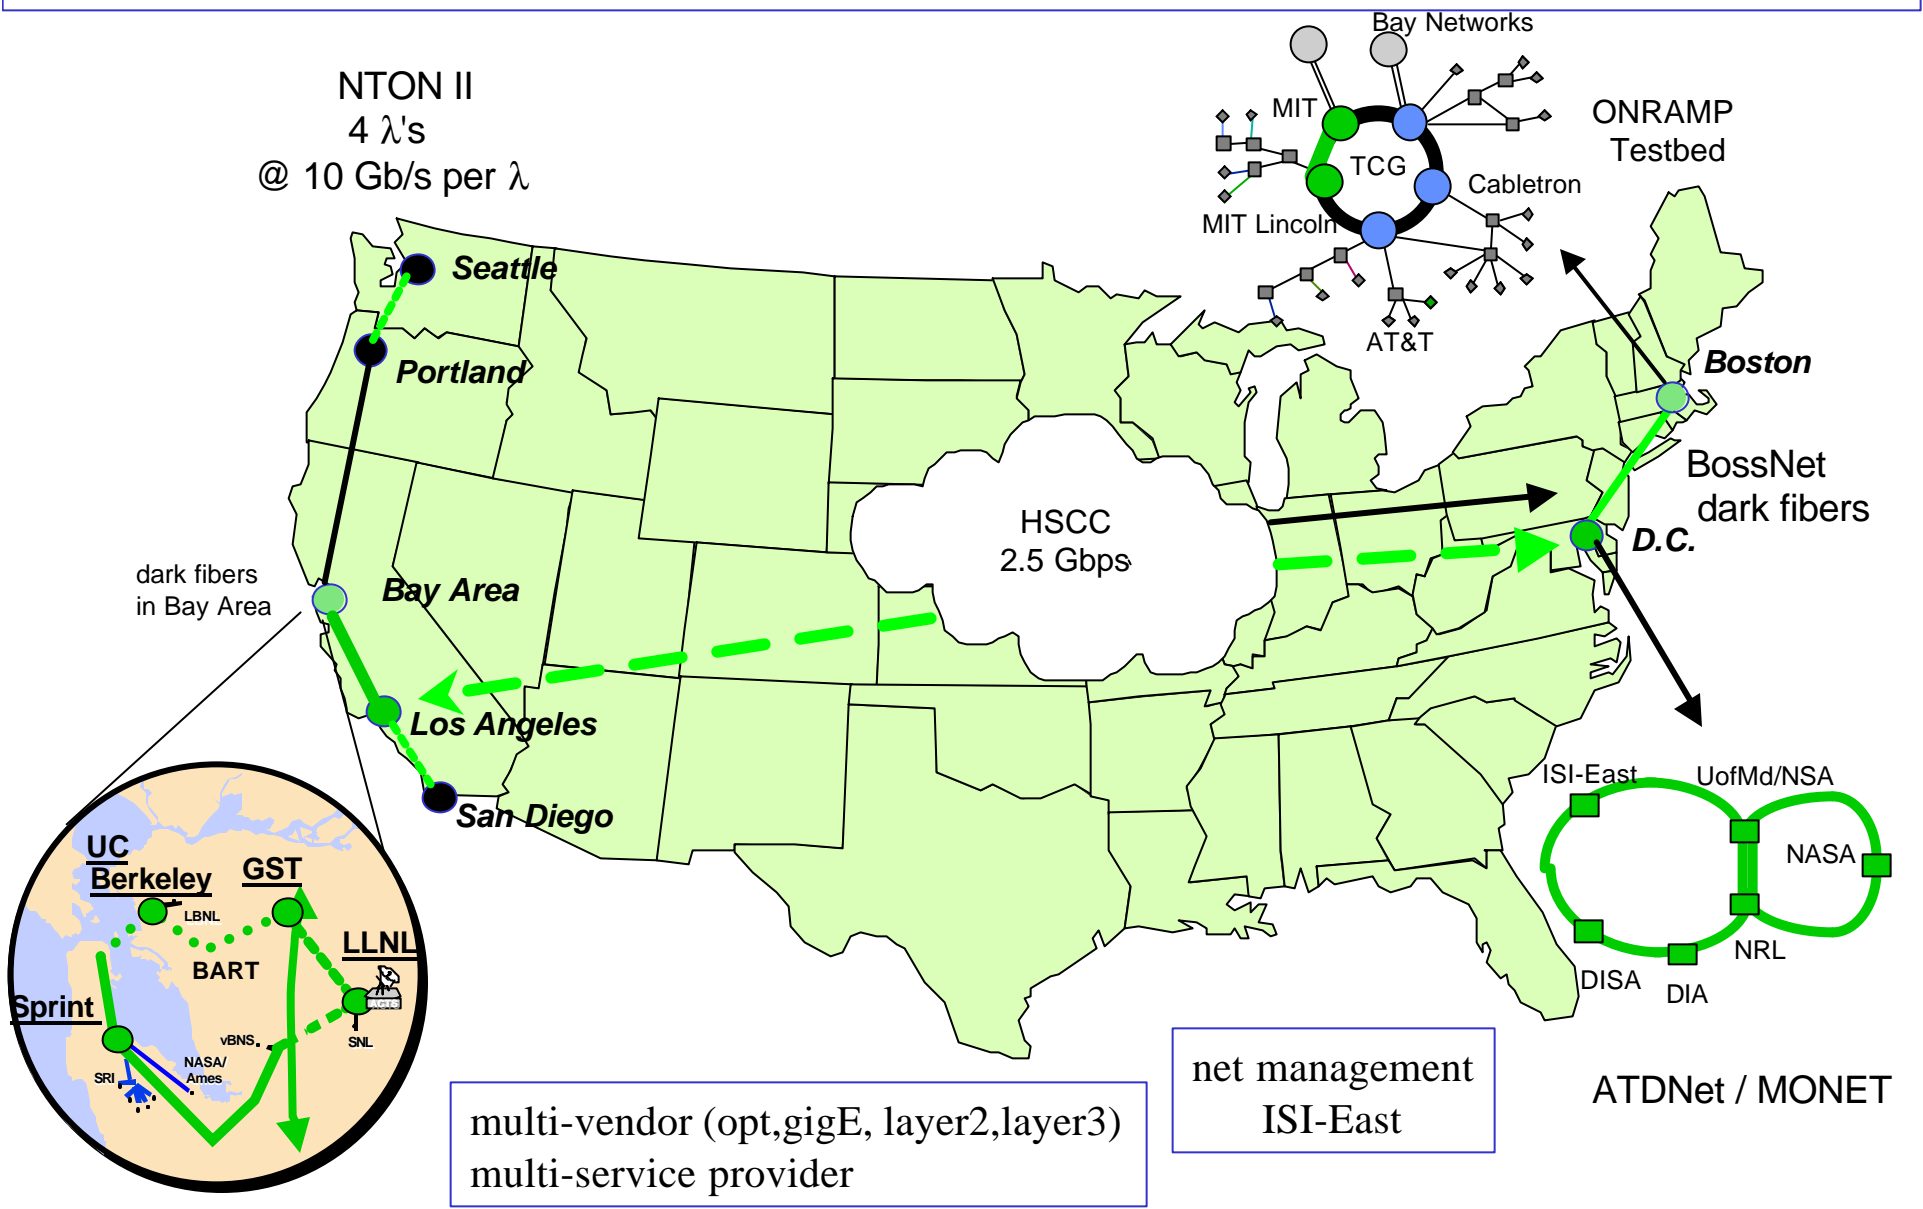 Bay Networks
NTON II
4 λ's
@ 10 Gb/s per λ
MIT
TCG
ONRAMP
Testbed
Cabletron
MIT Lincoln
AT&T
Seattle
Portland
Boston
BossNet
dark fibers
HSCC
2.5 Gbps
D.C.
dark fibers
in Bay Area
Bay Area
Los Angeles
San Diego
ISI-East
UofMd/NSA
NASA
NRL
DISA
DIA
UC
Berkeley
GST
LBNL
LLNL
BART
ACTS
Sprint
vBNS
SNL
NASA/
Ames
SRI
net management
ISI-East
ATDNet / MONET
multi-vendor (opt,gigE, layer2,layer3)
multi-service provider